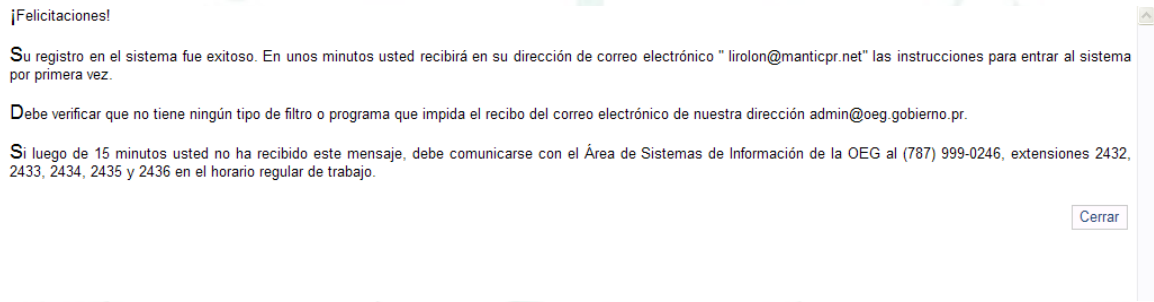 ¡Felicitaciones!
Su registro en el sistema fue exitoso. En unos minutos usted recibirá en su dirección de correo electrónico " lirolon@manticpr.net" las instrucciones para entrar al sistema
por primera vez.
Debe verificar que no tiene ningún tipo de filtro o programa que impida el recibo del correo electrónico de nuestra dirección admin@oeg.gobierno.pr.
Si luego de 15 minutos usted no ha recibido este mensaje, debe comunicarse con el Área de Sistemas de Información de la OEG al (787) 999-0246, extensiones 2432,
2433, 2434, 2435 y 2436 en el horario regular de trabajo.
Cerrar